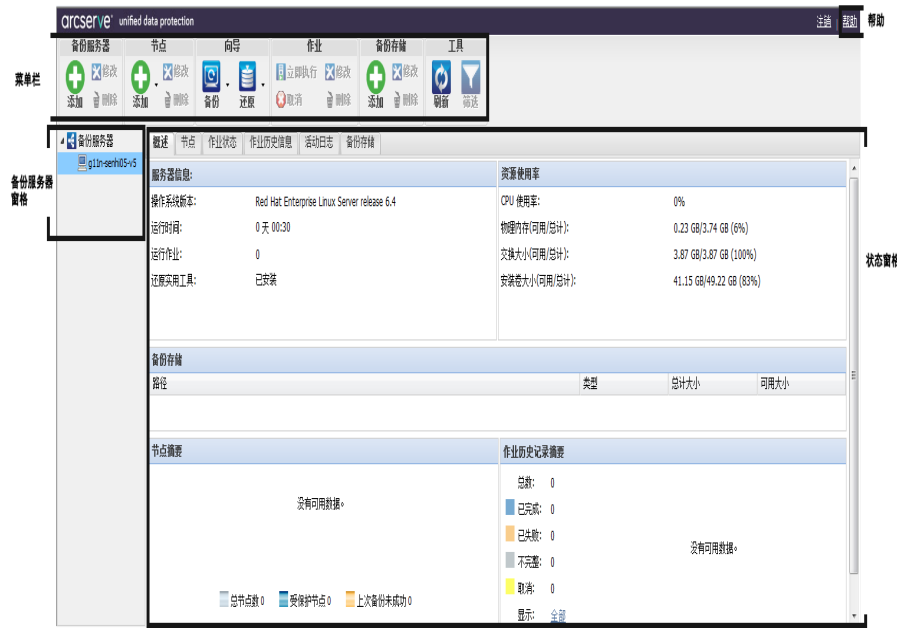 arcserve® unified data protection
注销 | 帮助
帮助
菜单栏
备份服务器 节点 向导 作业 备份存储 工具
添加 修改 删除 添加 修改 删除 备份 还原 立即执行 修改 取消 删除 添加 修改 删除 刷新 筛选
备份服务器窗格
备份服务器
g11n-senhi05-v5
概述 节点 作业状态 作业历史信息 活动日志 备份存储
服务器信息: 资源使用率
操作系统版本: Red Hat Enterprise Linux Server release 6.4 CPU 使用率: 0%
运行时间: 0 天 00:30 物理内存(可用/总计): 0.23 GB/3.74 GB (6%)
运行作业: 0 交换大小(可用/总计): 3.87 GB/3.87 GB (100%)
还原实用工具: 已安装 安装卷大小(可用/总计): 41.15 GB/49.22 GB (83%)
状态窗格
备份存储
路径 类型 总计大小 可用大小
节点摘要 作业历史记录摘要
没有可用数据。
总节点数 0 受保护节点 0 上次备份未成功 0
总数: 0
已完成: 0
已失败: 0
不完整: 0
取消: 0
显示: 全部
没有可用数据。